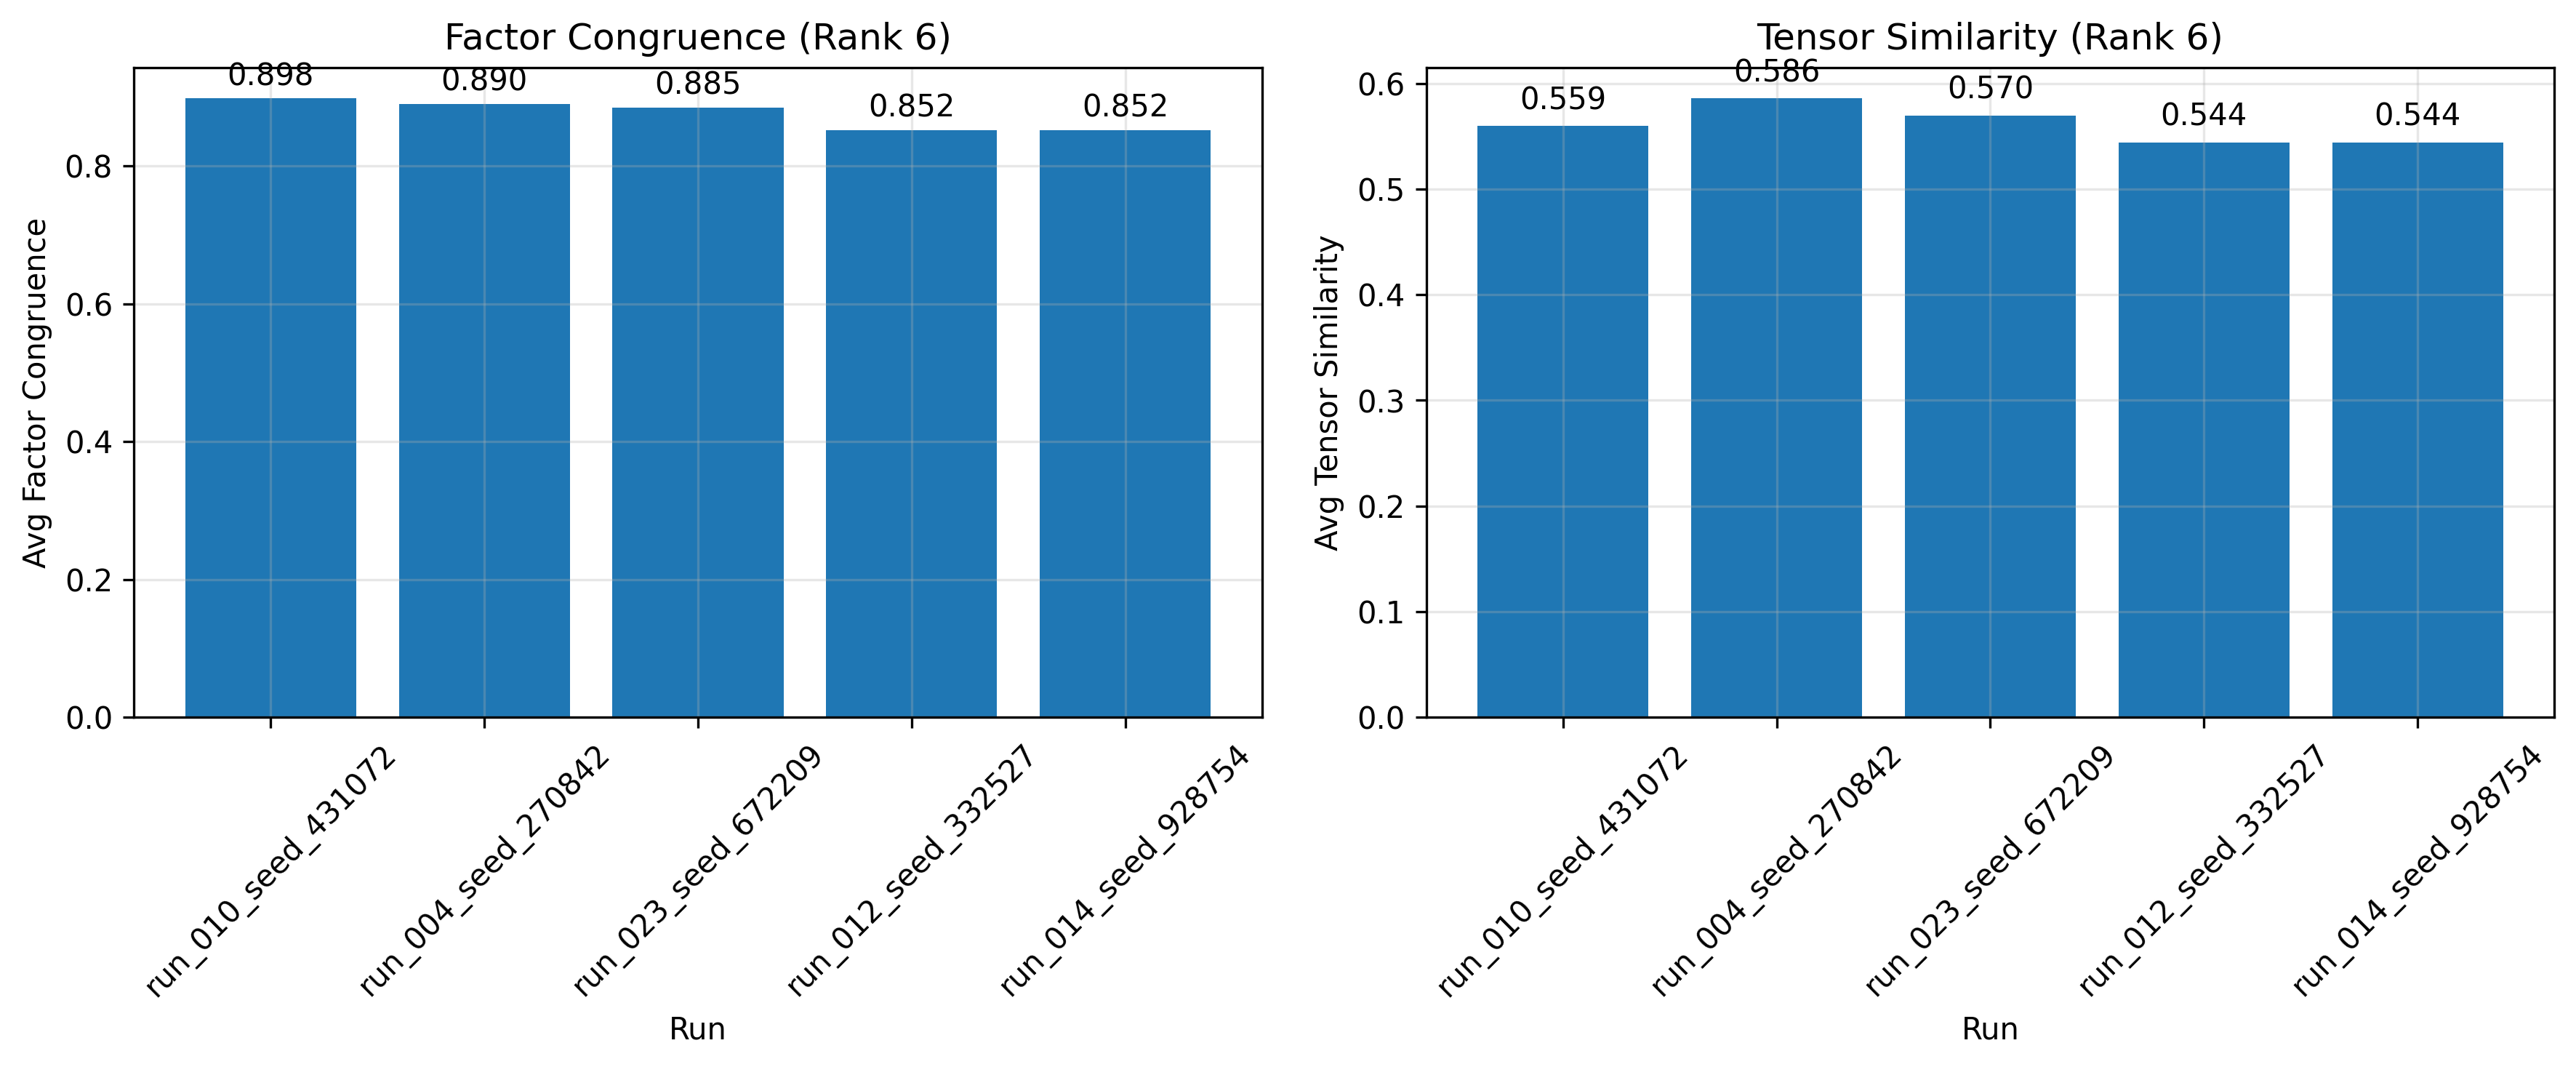 Factor Congruence (Rank 6)
0.898
0.890
0.885
0.852
0.852
0.8
0.6
0.4
0.2
0.0
Avg Factor Congruence
run_010_seed_431072
run_004_seed_270842
run_023_seed_672209
run_012_seed_332527
run_014_seed_928754
Run
Tensor Similarity (Rank 6)
0.559
0.586
0.570
0.544
0.544
0.6
0.5
0.4
0.3
0.2
0.1
0.0
Avg Tensor Similarity
run_010_seed_431072
run_004_seed_270842
run_023_seed_672209
run_012_seed_332527
run_014_seed_928754
Run